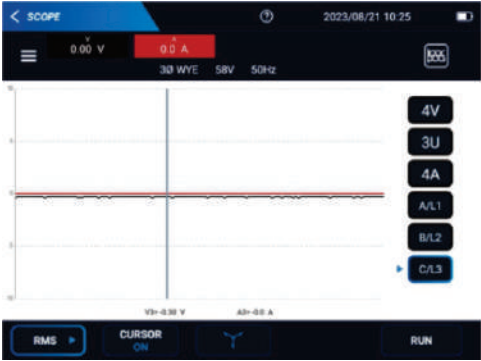 SCOPE
2023/08/21 10:25
V A
0.00 V 0.0 A
3Ø WYE 58V 50Hz
4V
3U
4A
A/L1
B/L2
C/L3
V3=-0.30 V A3=-0.0 A
RMS
CURSOR
ON
RUN